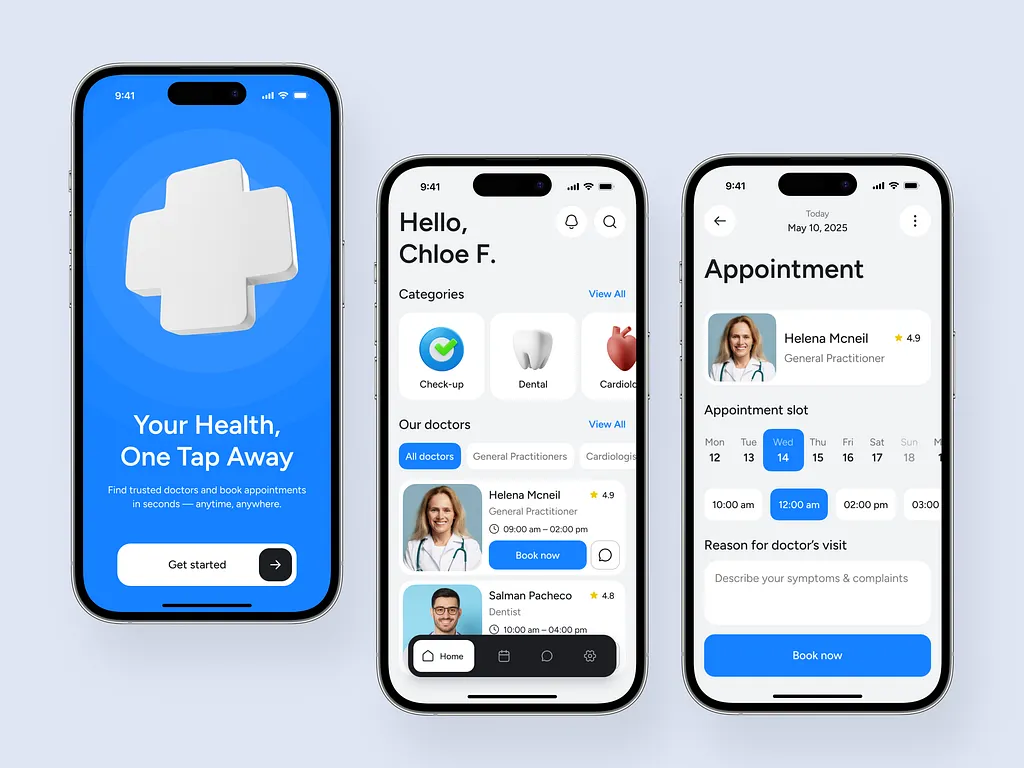 9:41
Your Health,
One Tap Away
Find trusted doctors and book appointments
in seconds — anytime, anywhere.
Get started
9:41
Hello,
Chloe F.
Categories
View All
Check-up
Dental
Cardiolo
Our doctors
View All
All doctors
General Practitioners
Cardiologis
Helena Mcneil
4.9
General Practitioner
09:00 am – 02:00 pm
Book now
Salman Pacheco
4.8
Dentist
10:00 am – 04:00 pm
Home
9:41
Today
May 10, 2025
Appointment
Helena Mcneil
4.9
General Practitioner
Appointment slot
Mon Tue Wed Thu Fri Sat Sun M
12 13 14 15 16 17 18 1
10:00 am 12:00 am 02:00 pm 03:00
Reason for doctor's visit
Describe your symptoms & complaints
Book now